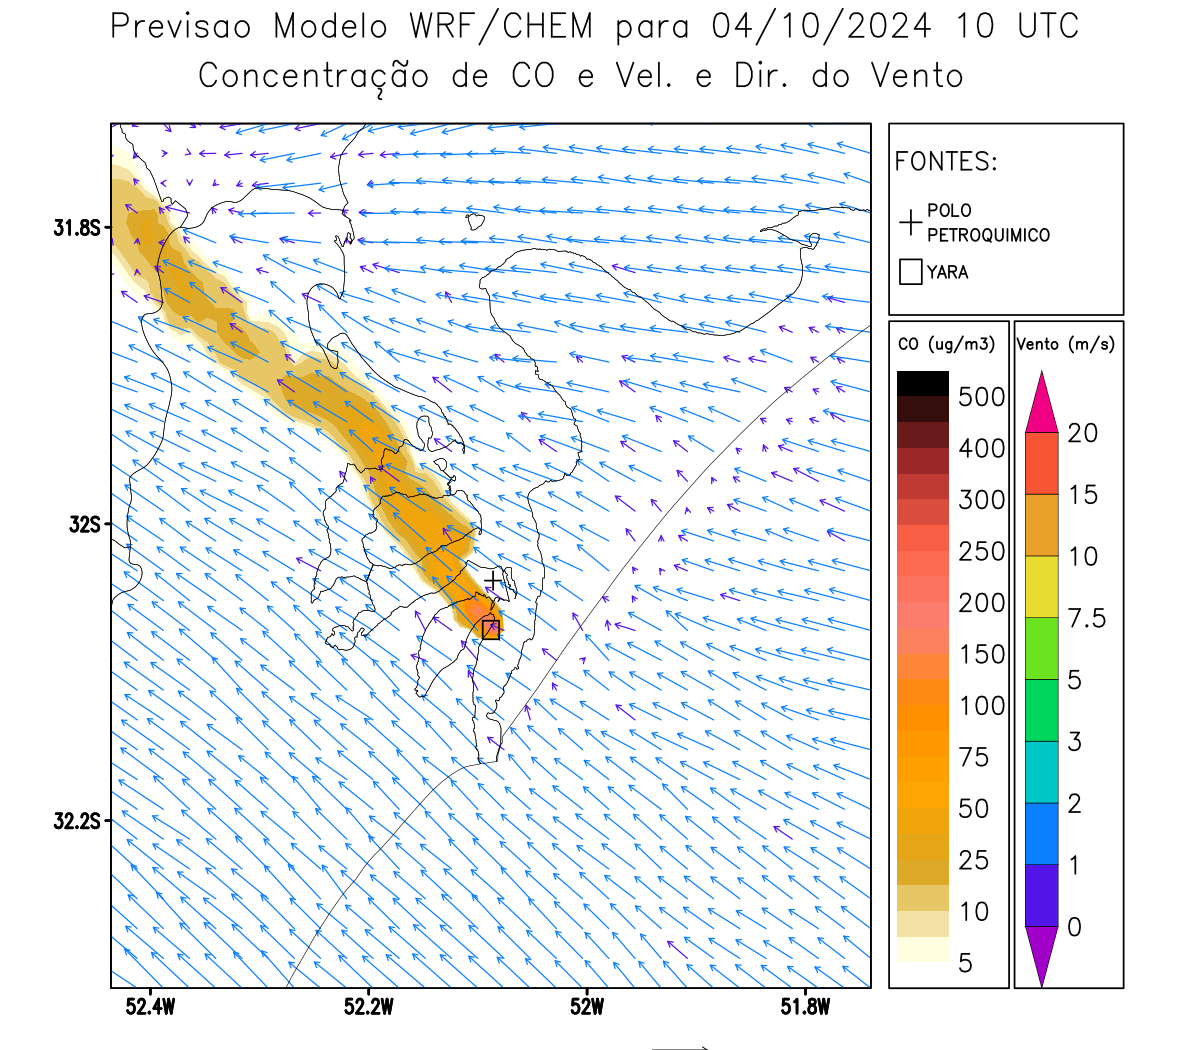 Previsao Modelo WRF/CHEM para 04/10/2024 10 UTC
Concentração de CO e Vel. e Dir. do Vento
FONTES:
POLO
PETROQUIMICO
YARA
CO (ug/m3)
500
400
300
250
200
150
100
75
50
25
10
5
Vento (m/s)
20
15
10
7.5
5
3
2
1
0
31.8S
32S
32.2S
52.4W
52.2W
52W
51.8W